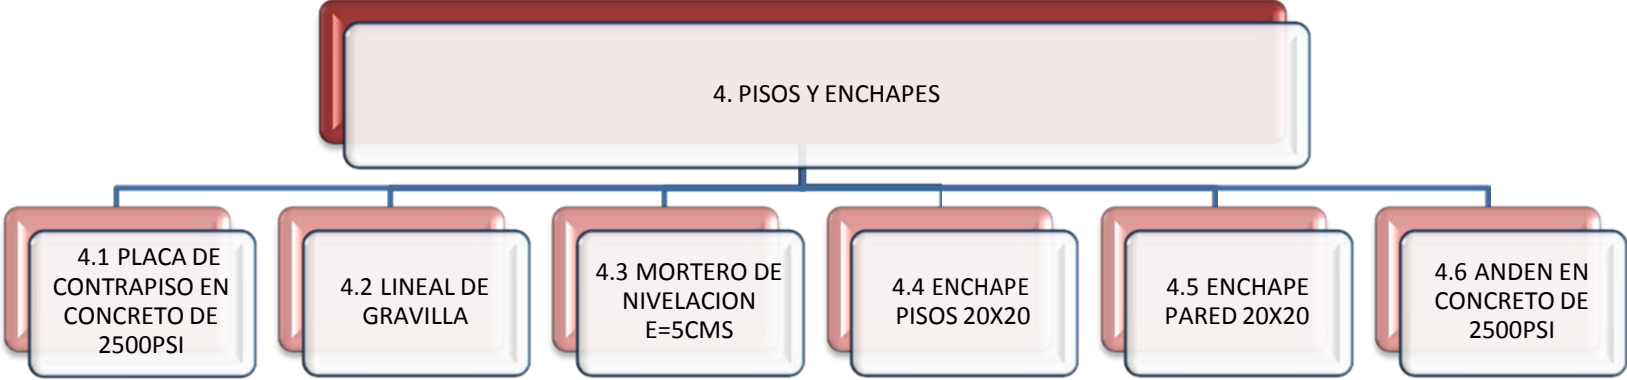 4. PISOS Y ENCHAPES
4.1 PLACA DE
CONTRAPISO EN
CONCRETO DE
2500PSI
4.2 LINEAL DE
GRAVILLA
4.3 MORTERO DE
NIVELACION
E=5CMS
4.4 ENCHAPE
PISOS 20X20
4.5 ENCHAPE
PARED 20X20
4.6 ANDEN EN
CONCRETO DE
2500PSI